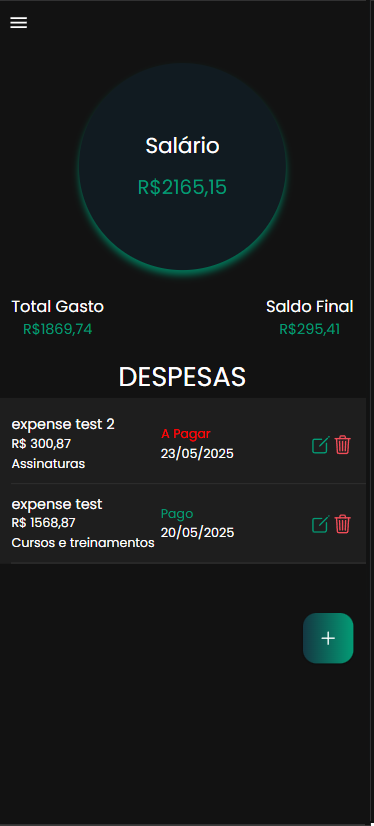 Salário
R$2165,15
Total Gasto
R$1869,74
Saldo Final
R$295,41
DESPESAS
expense test 2
R$ 300,87
Assinaturas
A Pagar
23/05/2025
expense test
R$ 1568,87
Cursos e treinamentos
Pago
20/05/2025
+